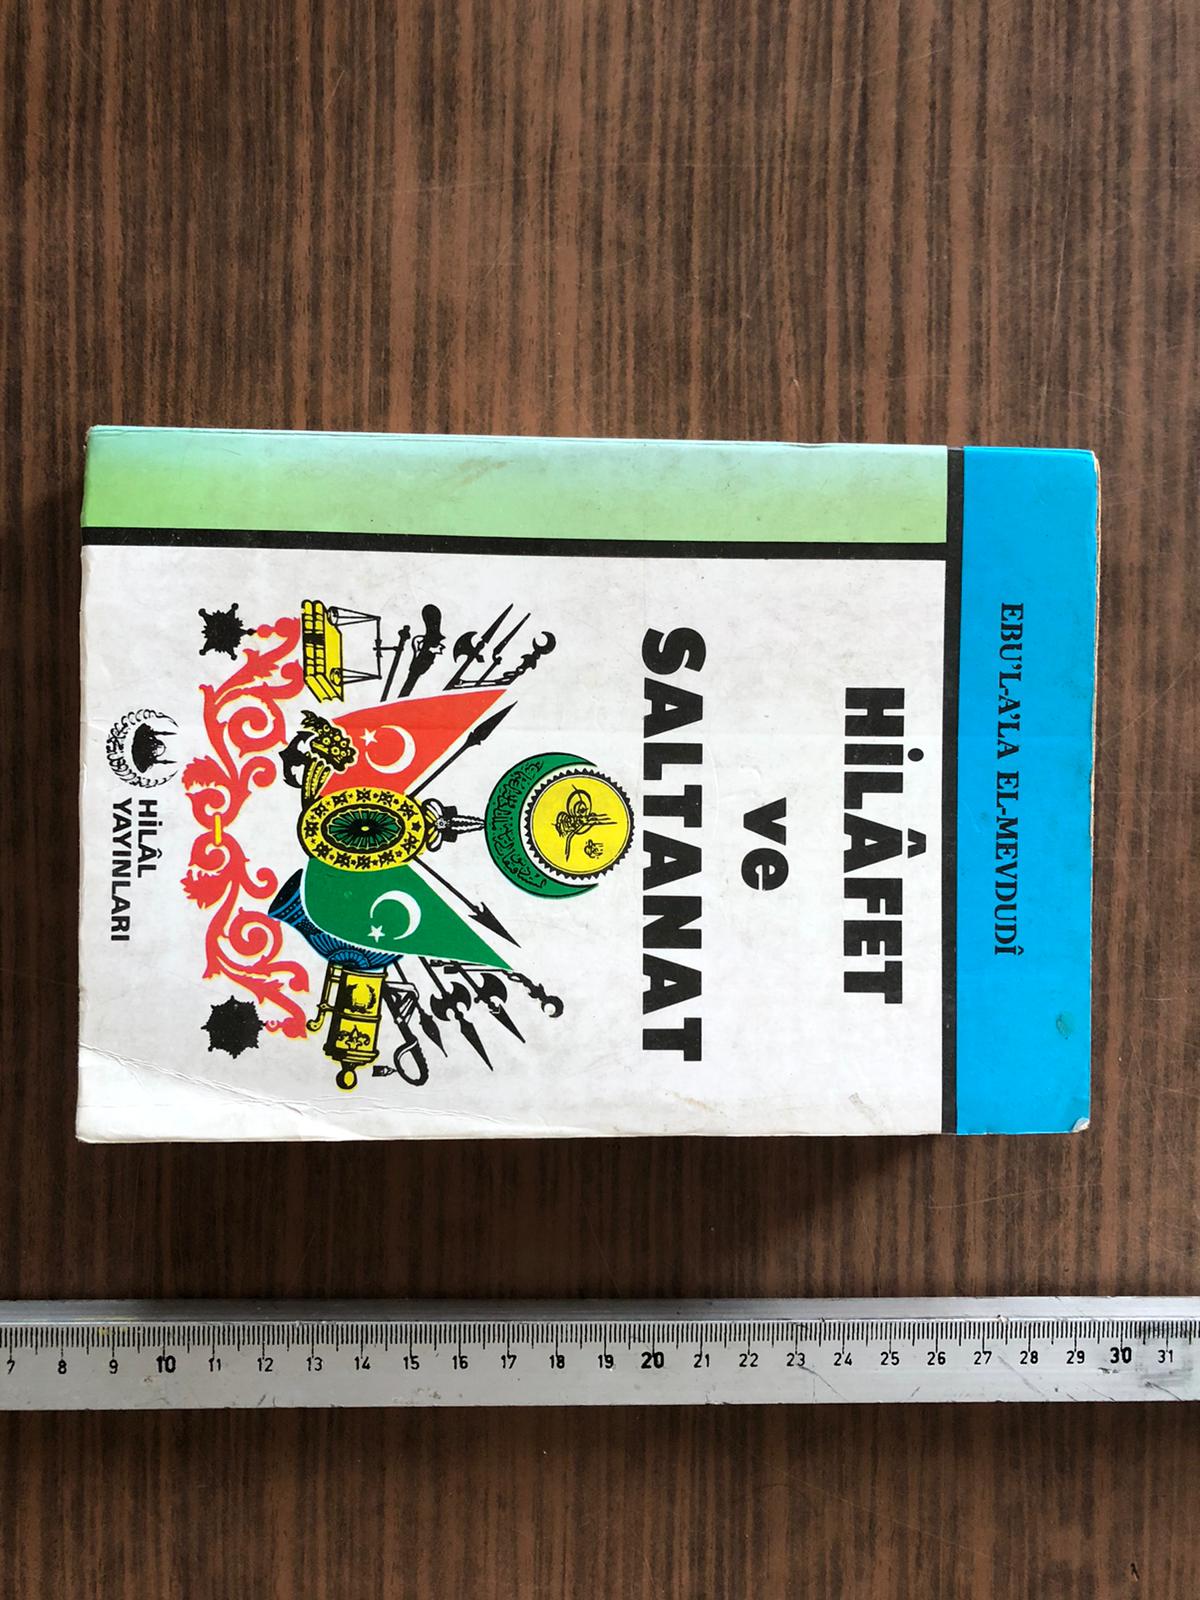 EBU'L-A'LA EL-MEVDUDÎ
HİLÂFET
ve
SALTANAT
HİLÂL
YAYINLARI
7 8 9 10 11 12 13 14 15 16 17 18 19 20 21 22 23 24 25 26 27 28 29 30 31